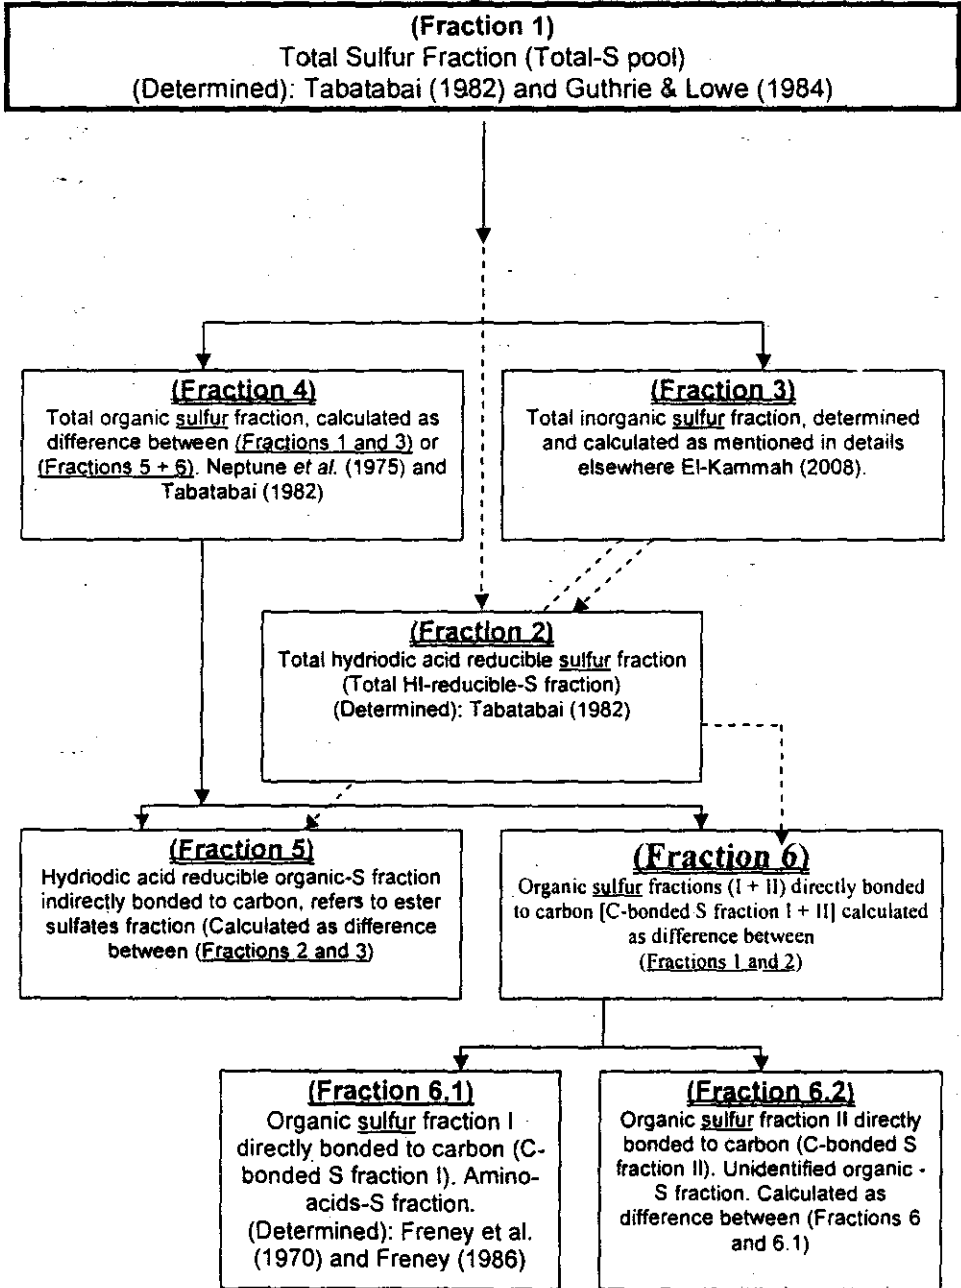 (Fraction 1)
Total Sulfur Fraction (Total-S pool)
(Determined): Tabatabai (1982) and Guthrie & Lowe (1984)
(Fraction 4)
Total organic sulfur fraction, calculated as
difference between (Fractions 1 and 3) or
(Fractions 5 + 6). Neptune et al. (1975) and
Tabatabai (1982)
(Fraction 3)
Total inorganic sulfur fraction, determined
and calculated as mentioned in details
elsewhere El-Kammah (2008).
(Fraction 2)
Total hydriodic acid reducible sulfur fraction
(Total HI-reducible-S fraction)
(Determined): Tabatabai (1982)
(Fraction 5)
Hydriodic acid reducible organic-S fraction
indirectly bonded to carbon, refers to ester
sulfates fraction (Calculated as difference
between (Fractions 2 and 3)
(Fraction 6)
Organic sulfur fractions (I + II) directly bonded
to carbon [C-bonded S fraction I + II] calculated
as difference between
(Fractions 1 and 2)
(Fraction 6.1)
Organic sulfur fraction I
directly bonded to carbon (C-
bonded S fraction I). Amino-
acids-S fraction.
(Determined): Freney et al.
(1970) and Freney (1986)
(Fraction 6.2)
Organic sulfur fraction II directly
bonded to carbon (C-bonded S
fraction II). Unidentified organic -
S fraction. Calculated as
difference between (Fractions 6
and 6.1)